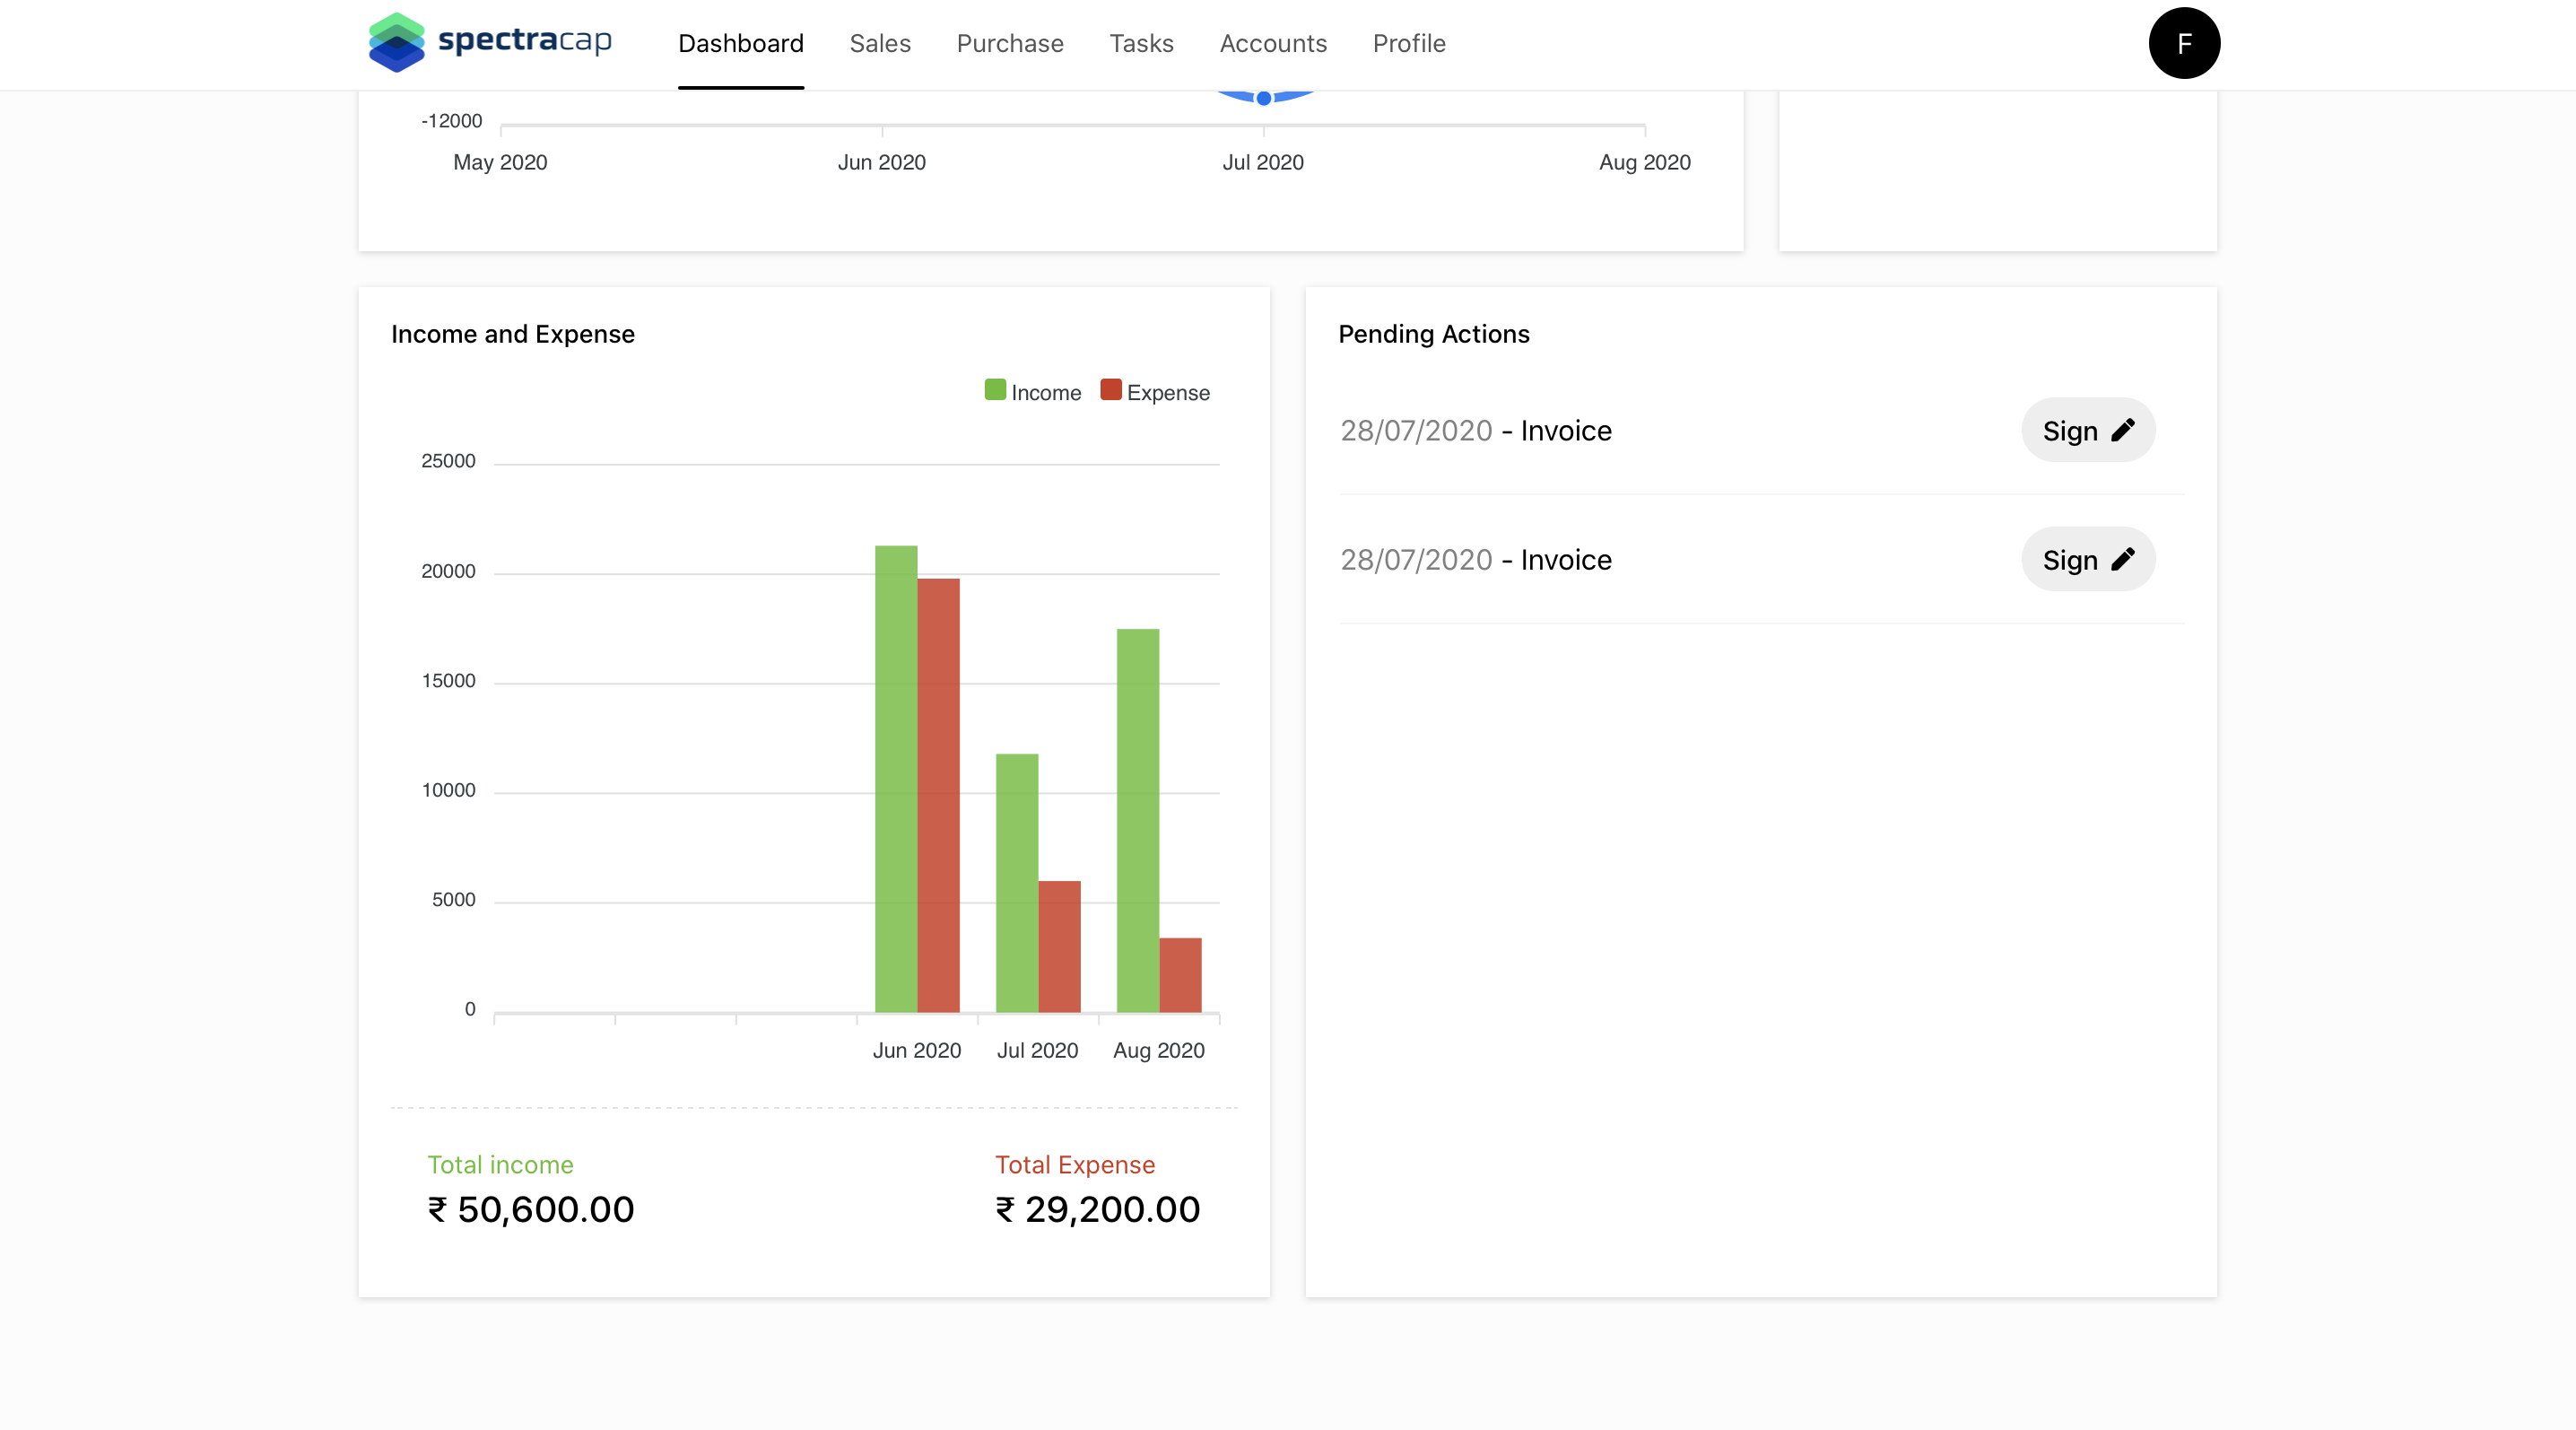 spectracap Dashboard Sales Purchase Tasks Accounts Profile F
-12000
May 2020 Jun 2020 Jul 2020 Aug 2020
Income and Expense
Income Expense
25000
20000
15000
10000
5000
0
Jun 2020 Jul 2020 Aug 2020
Total income
₹ 50,600.00
Total Expense
₹ 29,200.00
Pending Actions
28/07/2020 - Invoice Sign
28/07/2020 - Invoice Sign